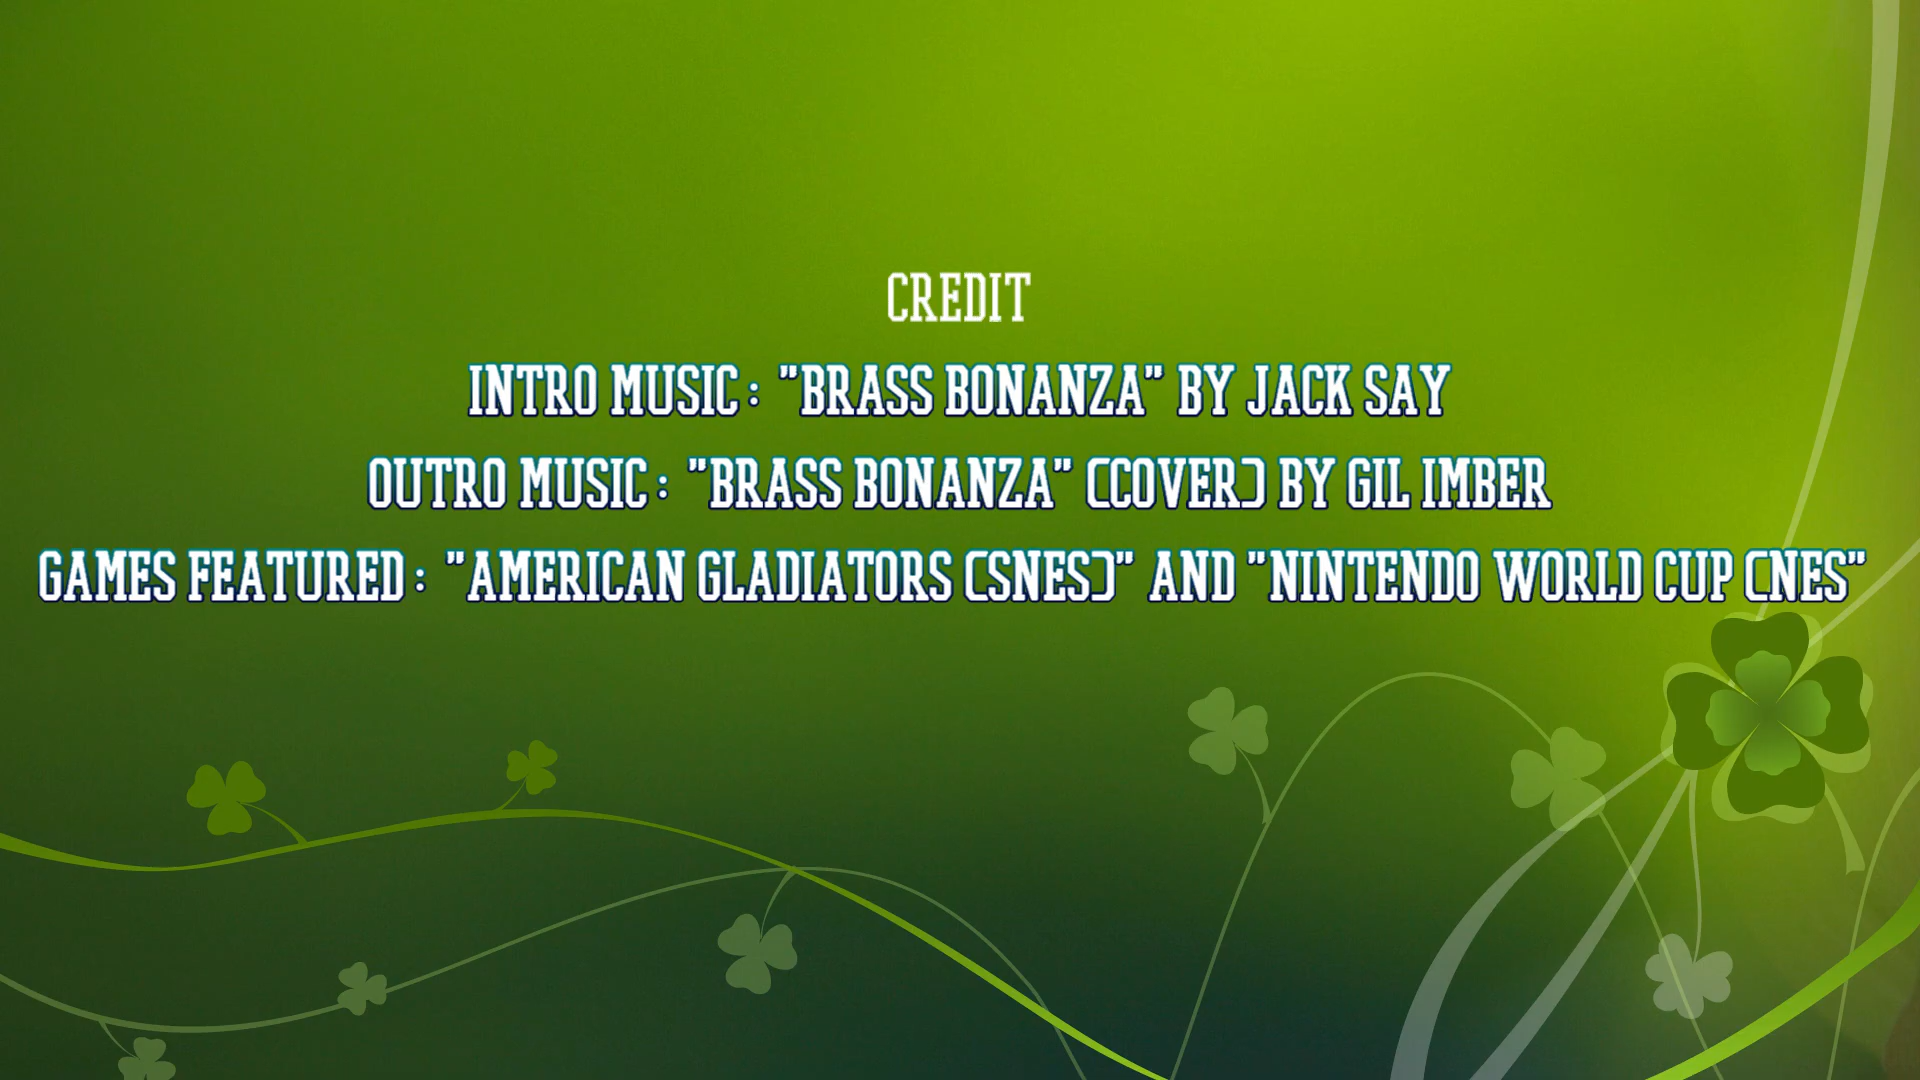 CREDIT
INTRO MUSIC: "BRASS BONANZA" BY JACK SAY
OUTRO MUSIC: "BRASS BONANZA" (COVER) BY GIL IMBER
GAMES FEATURED: "AMERICAN GLADIATORS (SNES)" AND "NINTENDO WORLD CUP (NES"